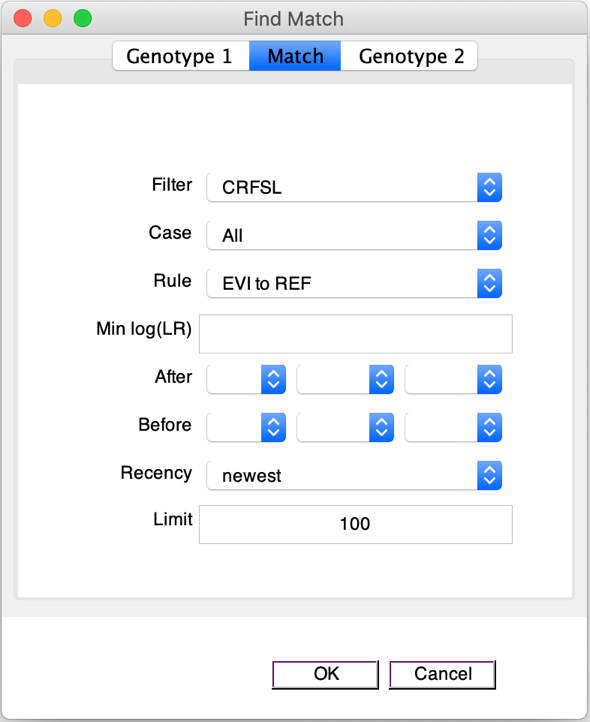 Find Match
Genotype 1 Match Genotype 2
Filter CRFSL
Case All
Rule EVI to REF
Min log(LR)
After
Before
Recency newest
Limit 100
OK Cancel